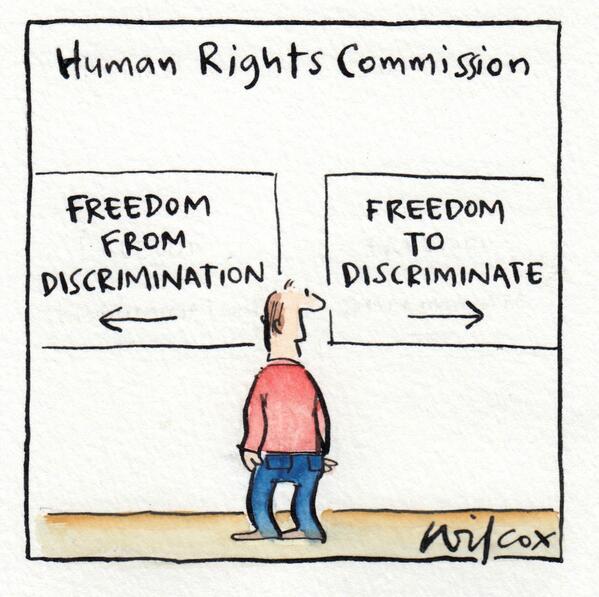 Human Rights Commission
FREEDOM
FROM
DISCRIMINATION
FREEDOM
TO
DISCRIMINATE
Wilcox